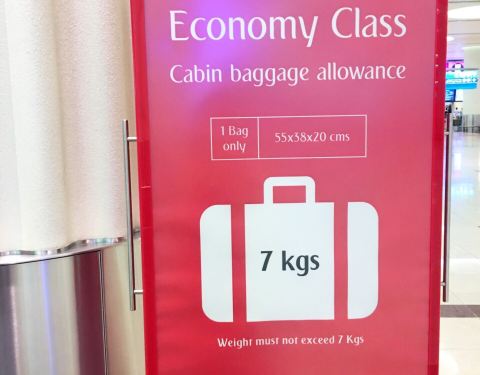 Economy Class
Cabin baggage allowance
1 Bag
only
55x38x20 cms
7 kgs
Weight must not exceed 7 Kgs